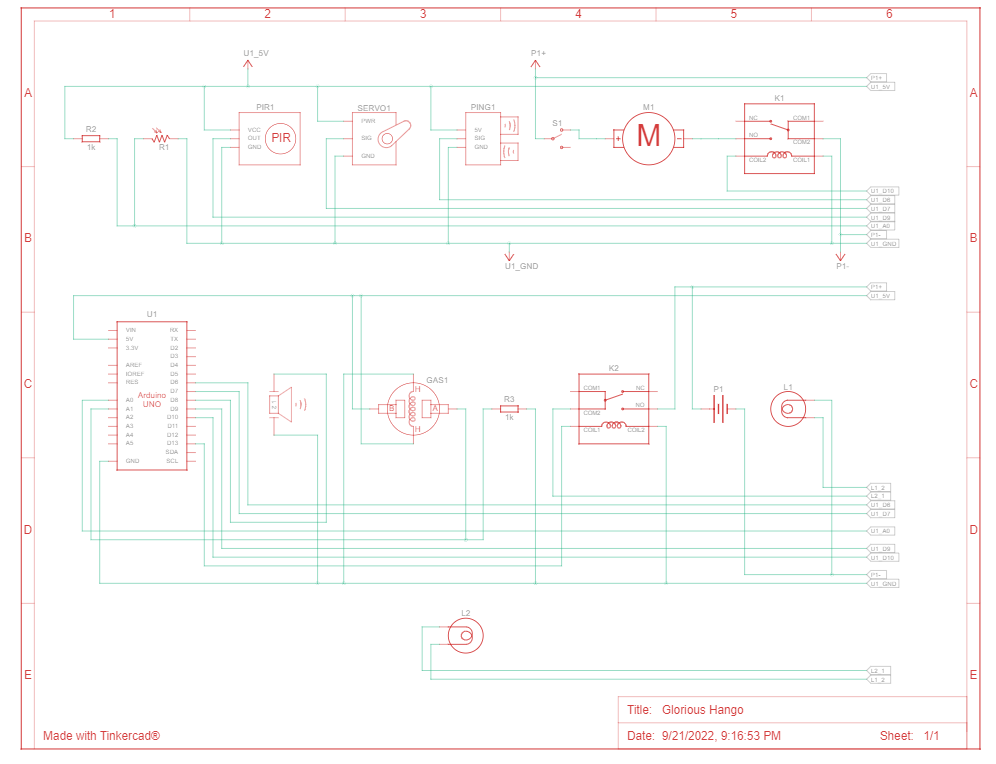 1 2 3 4 5 6
U1_5V P1+
P1+
U1_5V
A A
PIR1 SERVO1 PING1 M1 K1
VCC OUT GND PIR
PWR SIG GND
5V SIG GND
S1
M + -
NC COM1
NO COM2
COIL2 COIL1
R2 1k
R1
U1_D10
U1_D6
U1_D7
U1_D9
U1_A0
P1-
U1_GND
B B
U1_GND P1-
P1+
U1_5V
U1
VIN RX
5V TX
3.3V D2
D3
AREF D4
IOREF D5
RES D6
D7
A0 D8
A1 D9
A2 D10
A3 D11
A4 D12
A5 D13
SDA
GND SCL
Arduino
UNO
C C
2 1
GAS1
H
B A
H
R3
1k
K2
COM1 NC
COM2 NO
COIL1 COIL2
P1
L1
L1_2
L2_1
U1_D6
U1_D7
U1_A0
U1_D9
U1_D10
P1-
U1_GND
D D
L2
L2_1
L1_2
E E
Title: Glorious Hango
Date: 9/21/2022, 9:16:53 PM Sheet: 1/1
Made with Tinkercad®